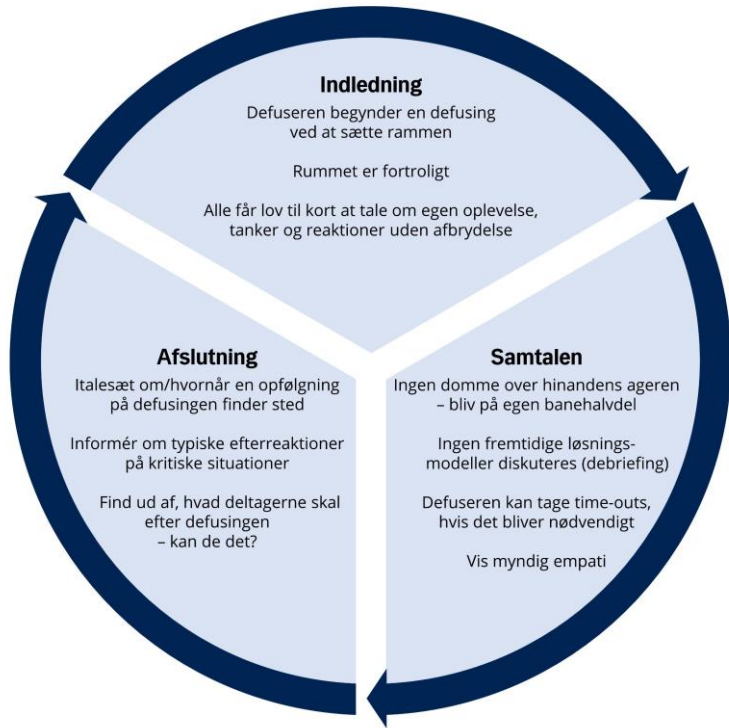 Indledning
Defuseren begynder en defusing
ved at sætte rammen
Rummet er fortroligt
Alle får lov til kort at tale om egen oplevelse,
tanker og reaktioner uden afbrydelse
Samtalen
Ingen domme over hinandens ageren
– bliv på egen banehalvdel
Ingen fremtidige løsnings-
modeller diskuteres (debriefing)
Defuseren kan tage time-outs,
hvis det bliver nødvendigt
Vis myndig empati
Afslutning
Italesæt om/hvornår en opfølgning
på defusingen finder sted
Informér om typiske efterreaktioner
på kritiske situationer
Find ud af, hvad deltagerne skal
efter defusingen
– kan de det?